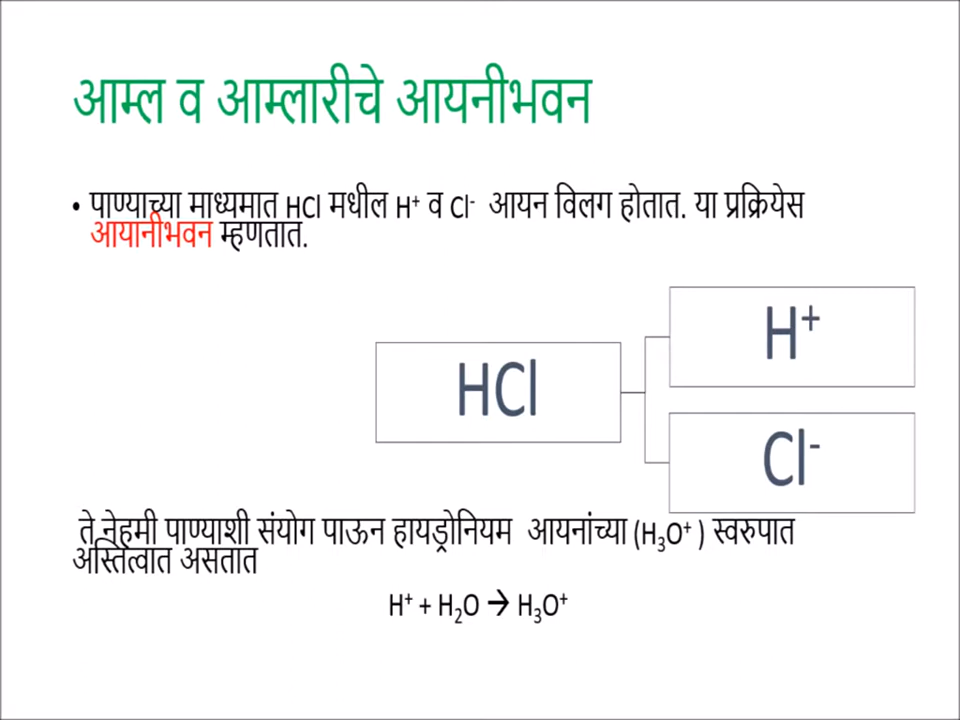 आम्ल व आम्लारीचे आयनीभवन
• पाण्याच्या माध्यमात HCl मधील H⁺ व Cl⁻ आयन विलग होतात. या प्रक्रियेस
आयानीभवन म्हणतात.
H⁺
HCl
Cl⁻
ते नेहमी पाण्याशी संयोग पाऊन हायड्रोनियम आयनांच्या (H₃O⁺ ) स्वरुपात
अस्तित्वात असतात
H⁺ + H₂O → H₃O⁺